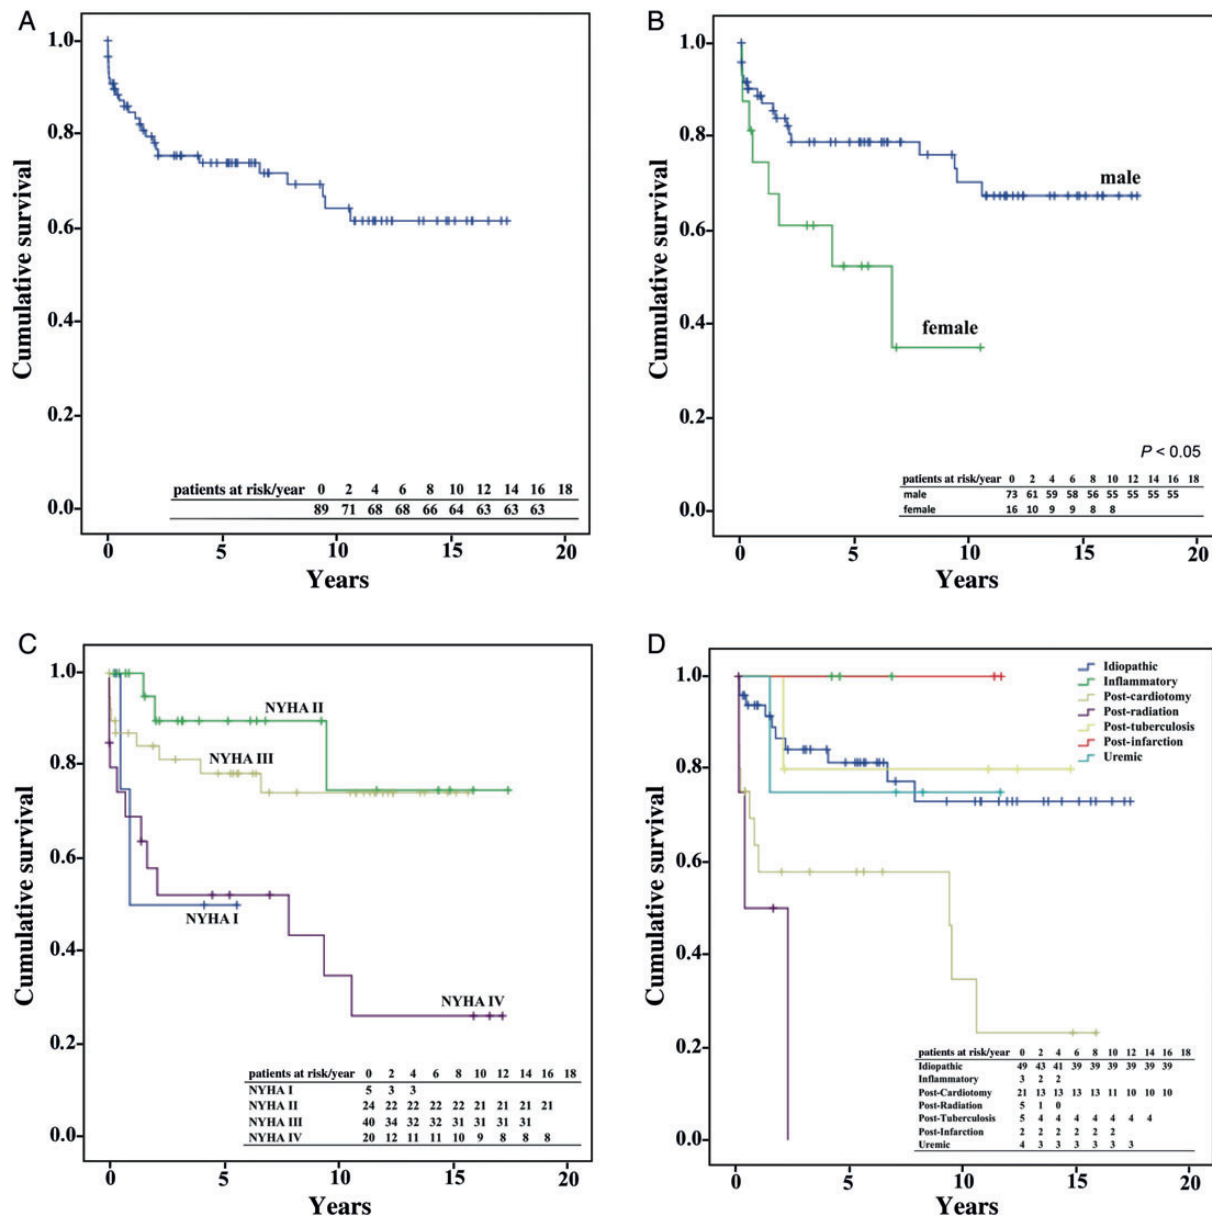 A
Cumulative survival
1.0
0.8
0.6
0.4
0.2
0.0
patients at risk/year 0 2 4 6 8 10 12 14 16 18
89 71 68 68 66 64 63 63 63
0 5 10 15 20
Years
B
Cumulative survival
1.0
0.8
0.6
0.4
0.2
0.0
male
female
P < 0.05
patients at risk/year 0 2 4 6 8 10 12 14 16 18
male 73 61 59 58 56 55 55 55 55
female 16 10 9 9 8 8
0 5 10 15 20
Years
C
Cumulative survival
1.0
0.8
0.6
0.4
0.2
0.0
NYHA II
NYHA III
NYHA I
NYHA IV
patients at risk/year 0 2 4 6 8 10 12 14 16 18
NYHA I 5 3 3
NYHA II 24 22 22 22 22 21 21 21 21
NYHA III 40 34 32 32 31 31 31 31
NYHA IV 20 12 11 11 10 9 8 8 8
0 5 10 15 20
Years
D
Cumulative survival
1.0
0.8
0.6
0.4
0.2
0.0
Idiopathic
Inflammatory
Post-cardiotomy
Post-radiation
Post-tuberculosis
Post-infarction
Uremic
patients at risk/year 0 2 4 6 8 10 12 14 16 18
Idiopathic 49 43 41 39 39 39 39 39 39
Inflammatory 3 2 2
Post-Cardiotomy 21 13 13 13 13 11 10 10 10
Post-Radiation 5 1 0
Post-Tuberculosis 5 4 4 4 4 4 4 4
Post-Infarction 2 2 2 2 2 2
Uremic 4 3 3 3 3 3 3
0 5 10 15 20
Years